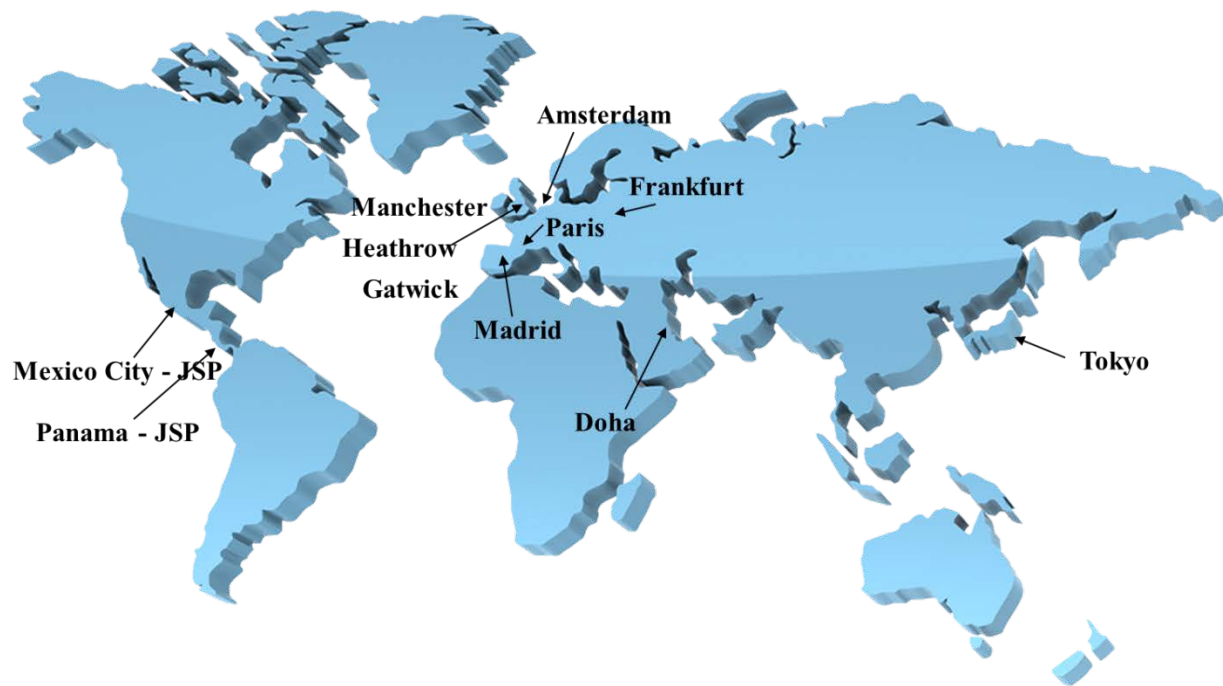 Amsterdam
Frankfurt
Manchester
Heathrow
Gatwick
Paris
Madrid
Mexico City - JSP
Panama - JSP
Doha
Tokyo